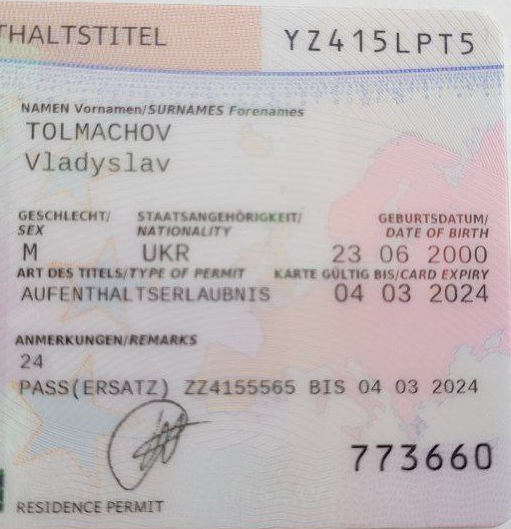 THALTSTITEL YZ415LPT5
NAMEN Vornamen/SURNAMES Forenames
TOLMACHOV
Vladyslav
GESCHLECHT/ STAATSANGEHÖRIGKEIT/ GEBURTSDATUM/
SEX NATIONALITY DATE OF BIRTH
M UKR 23 06 2000
ART DES TITELS/TYPE OF PERMIT KARTE GÜLTIG BIS/CARD EXPIRY
AUFENTHALTSERLAUBNIS 04 03 2024
ANMERKUNGEN/REMARKS
24
PASS(ERSATZ) ZZ4155565 BIS 04 03 2024
773660
RESIDENCE PERMIT